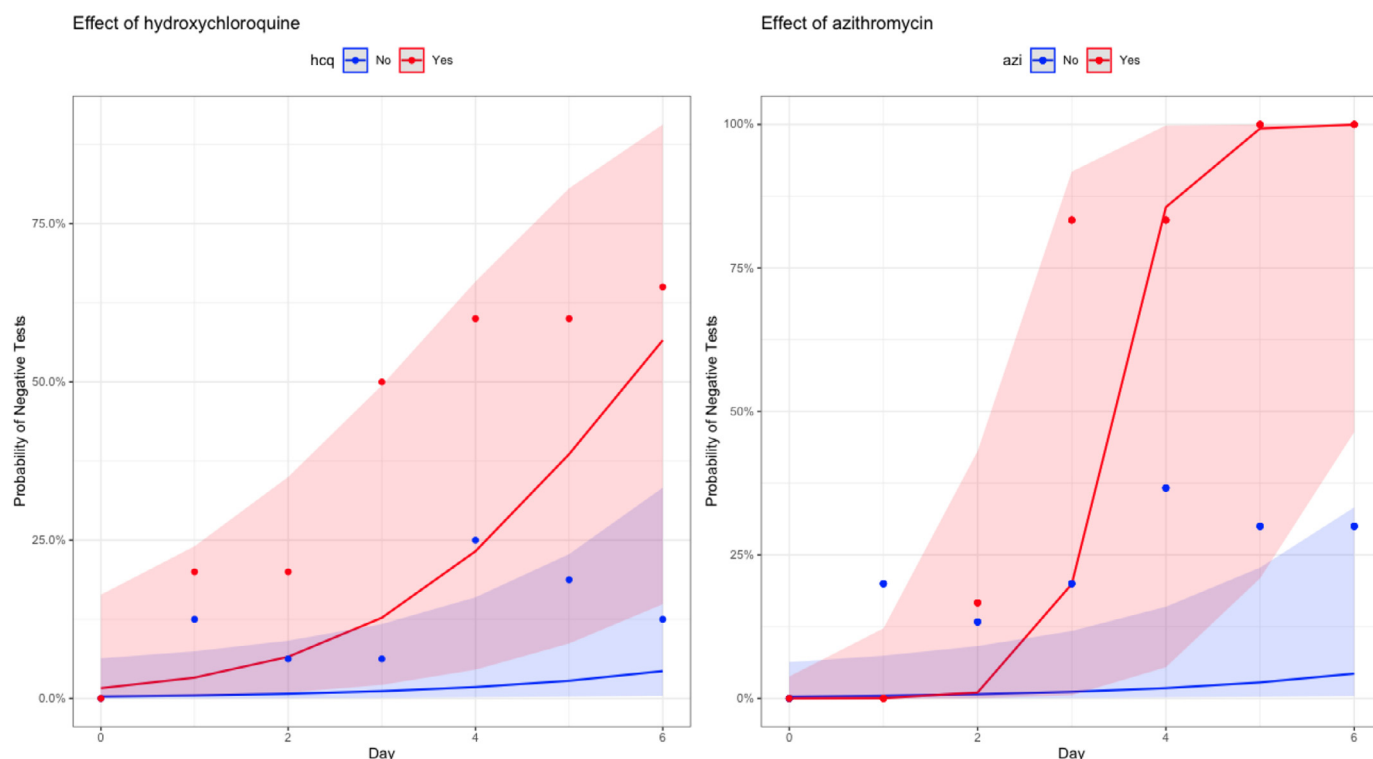 Effect of hydroxychloroquine
hcq No Yes
Probability of Negative Tests
75.0%
50.0%
25.0%
0.0%
0 2 4 6
Day
Effect of azithromycin
azi No Yes
Probability of Negative Tests
100%
75%
50%
25%
0%
0 2 4 6
Day